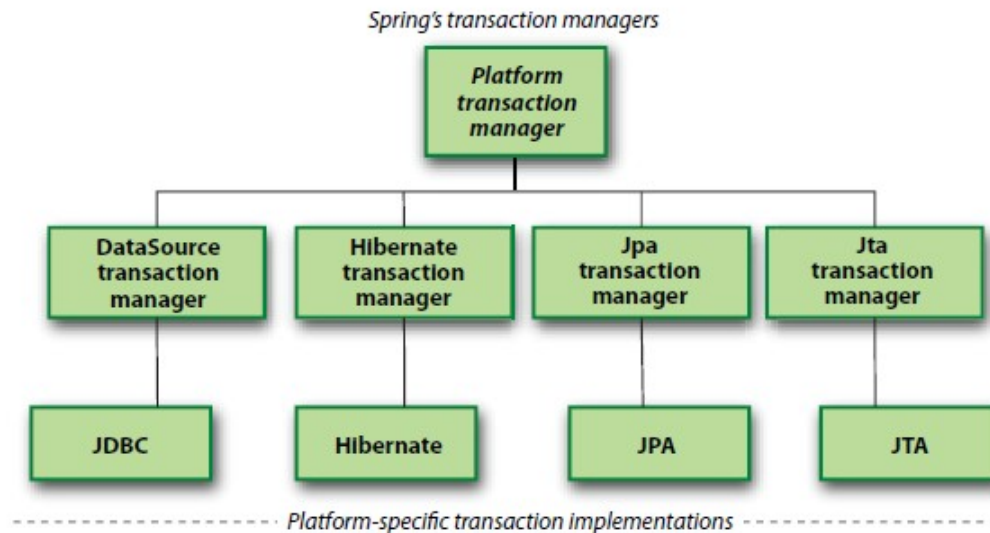 Spring's transaction managers
Platform
transaction
manager
DataSource
transaction
manager
Hibernate
transaction
manager
Jpa
transaction
manager
Jta
transaction
manager
JDBC
Hibernate
JPA
JTA
Platform-specific transaction implementations